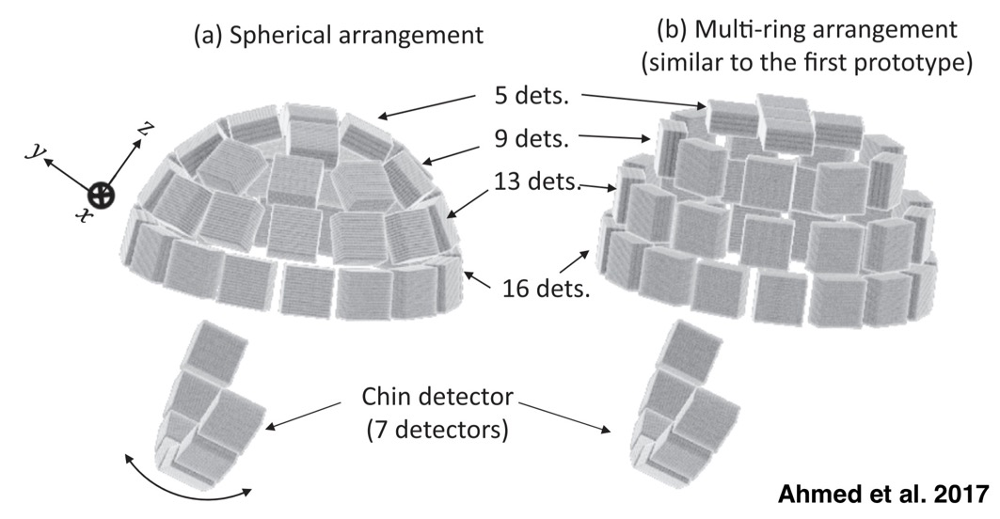 (a) Spherical arrangement
(b) Multi-ring arrangement
(similar to the first prototype)
5 dets.
9 dets.
13 dets.
16 dets.
z
y
x
Chin detector
(7 detectors)
Ahmed et al. 2017